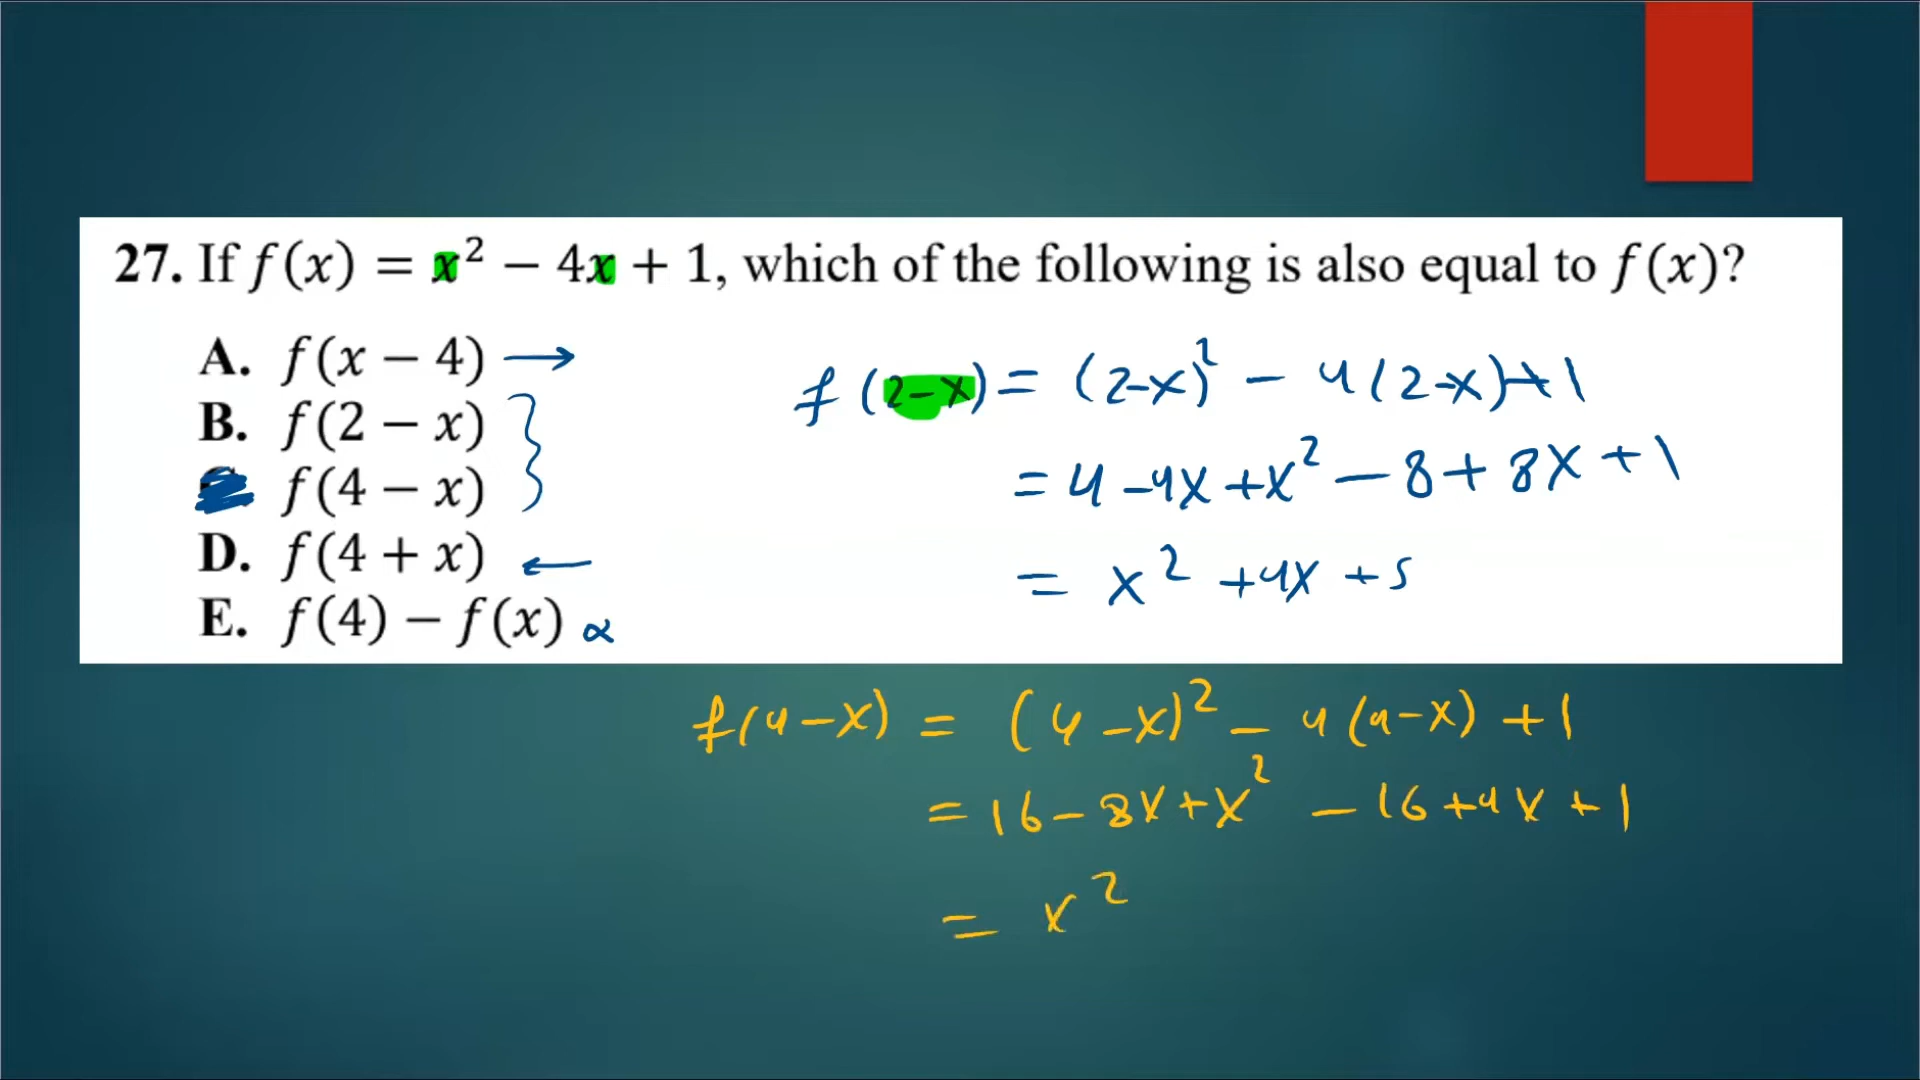 27. If f(x) = x² − 4x + 1, which of the following is also equal to f(x)?
A. f(x − 4) →
B. f(2 − x)
f(4 − x)
D. f(4 + x) ←
E. f(4) − f(x)
f(2-x) = (2-x)² - 4(2-x)+1
= 4-4x+x² - 8 + 8x + 1
= x² + 4x + 5
f(4-x) = (4-x)² - 4(4-x) + 1
= 16 - 8x + x² - 16 + 4x + 1
= x²